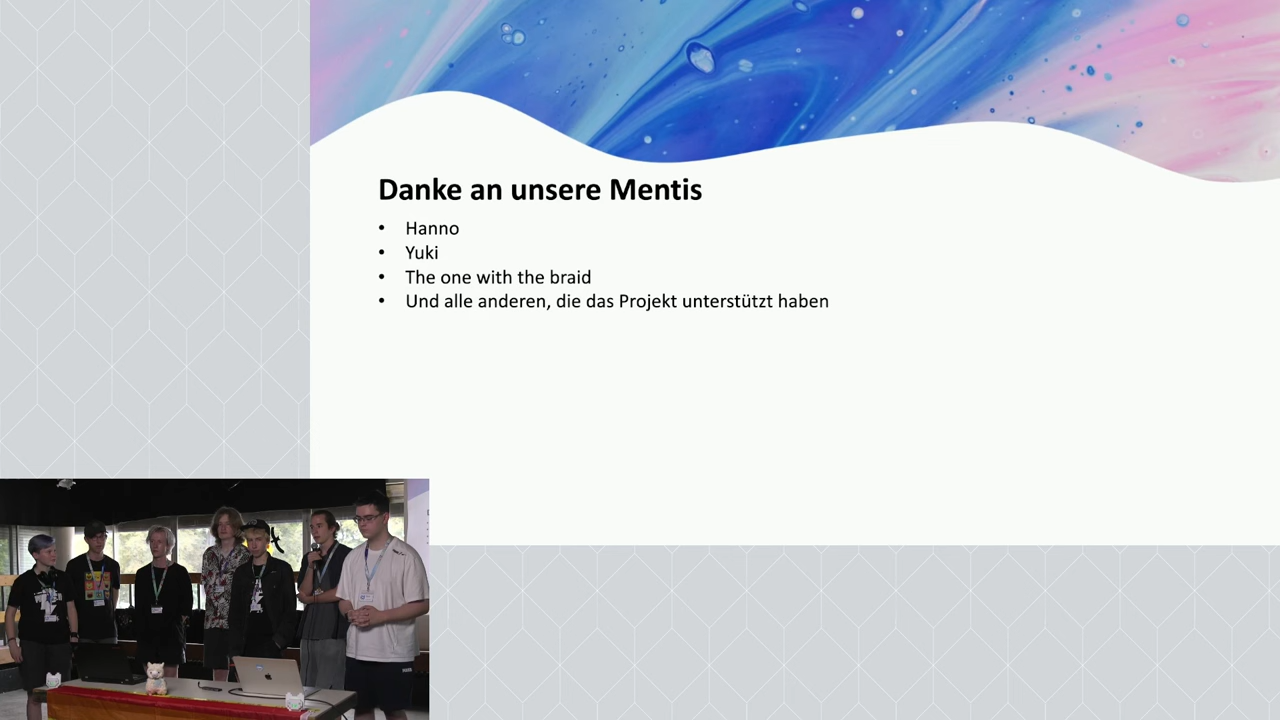 Danke an unsere Mentis
• Hanno
• Yuki
• The one with the braid
• Und alle anderen, die das Projekt unterstützt haben